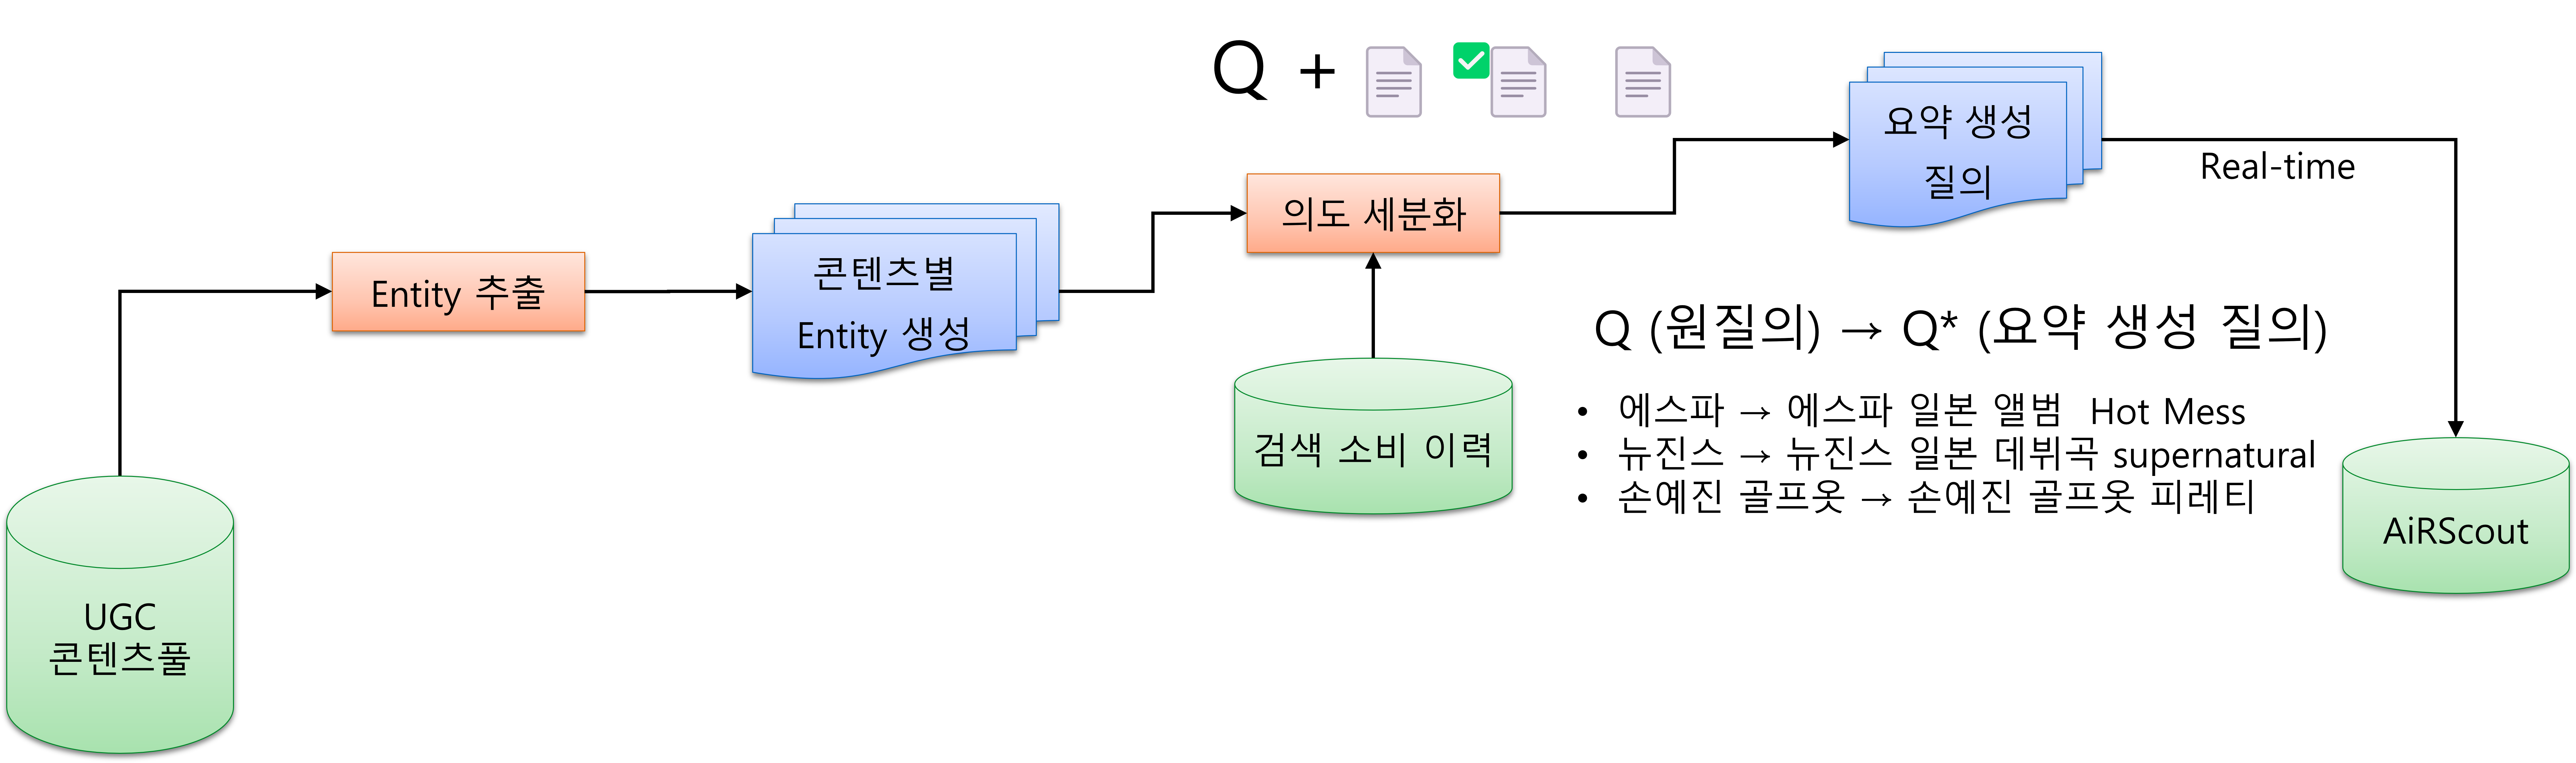 Q +
요약 생성
질의
Real-time
의도 세분화
콘텐츠별
Entity 생성
Entity 추출
Q (원질의) → Q* (요약 생성 질의)
• 에스파 → 에스파 일본 앨범 Hot Mess
• 뉴진스 → 뉴진스 일본 데뷔곡 supernatural
• 손예진 골프옷 → 손예진 골프옷 피레티
검색 소비 이력
AiRScout
UGC
콘텐츠풀